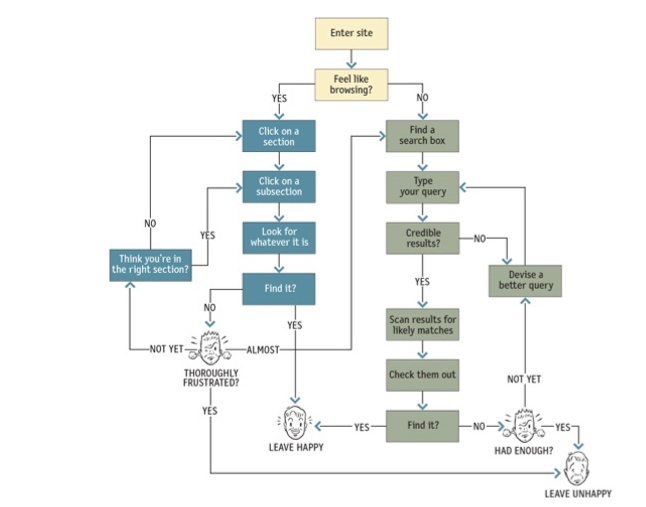 Enter site
Feel like
browsing?
YES
NO
Click on a
section
Find a
search box
Click on a
subsection
Type
your query
NO
YES
Look for
whatever it is
Credible
results?
NO
Think you're in
the right section?
Devise a
better query
Find it?
YES
NO
YES
Scan results for
likely matches
NOT YET
ALMOST
THOROUGHLY
FRUSTRATED?
Check them out
NOT YET
YES
Find it?
YES
NO
YES
LEAVE HAPPY
HAD ENOUGH?
LEAVE UNHAPPY